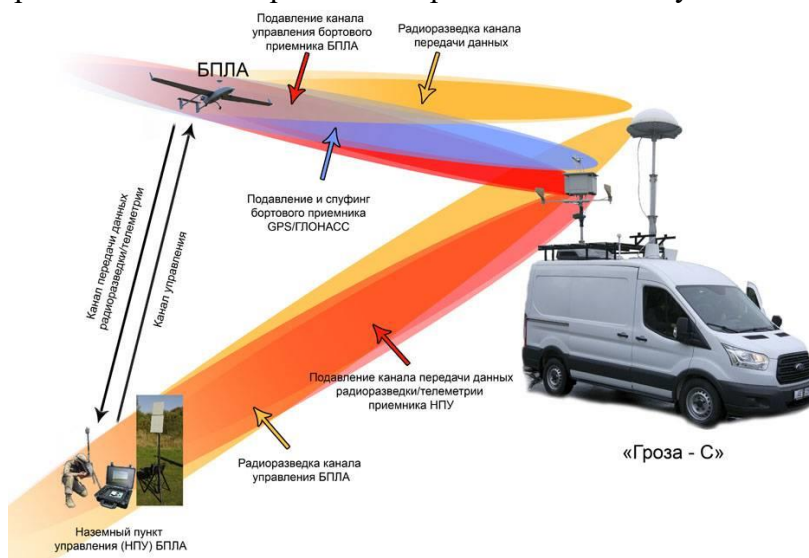 Подавление канала
управления бортового
приемника БПЛА
Радиоразведка канала
передачи данных
БПЛА
Подавление и спуфинг
бортового приемника
GPS/ГЛОНАСС
Канал передачи данных
радиоразведки/телеметрии
Канал управления
Подавление канала передачи данных
радиоразведки/телеметрии
приемника НПУ
Радиоразведка канала
управления БПЛА
«Гроза - С»
Наземный пункт
управления (НПУ) БПЛА